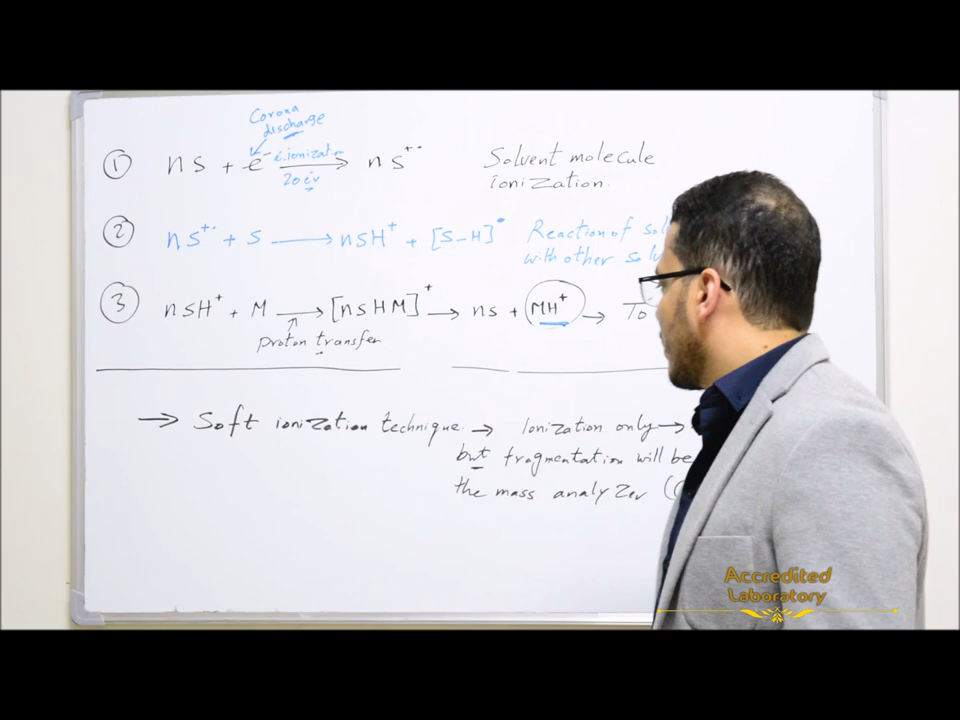 Corona
discharge
① nS + e⁻ e⁻ ionization 20 ev ⟶ nS⁺· Solvent molecule
ionization.
② nS⁺· + S ⟶ nSH⁺ + [S-H]• Reaction of
with other
③ nSH⁺ + M ⟶ [nSHM]⁺ ⟶ nS + MH⁺ ⟶ To
proton transfer
→ Soft ionization technique → Ionization only →
but fragmentation will be
the mass analyzer (
Accredited
Laboratory